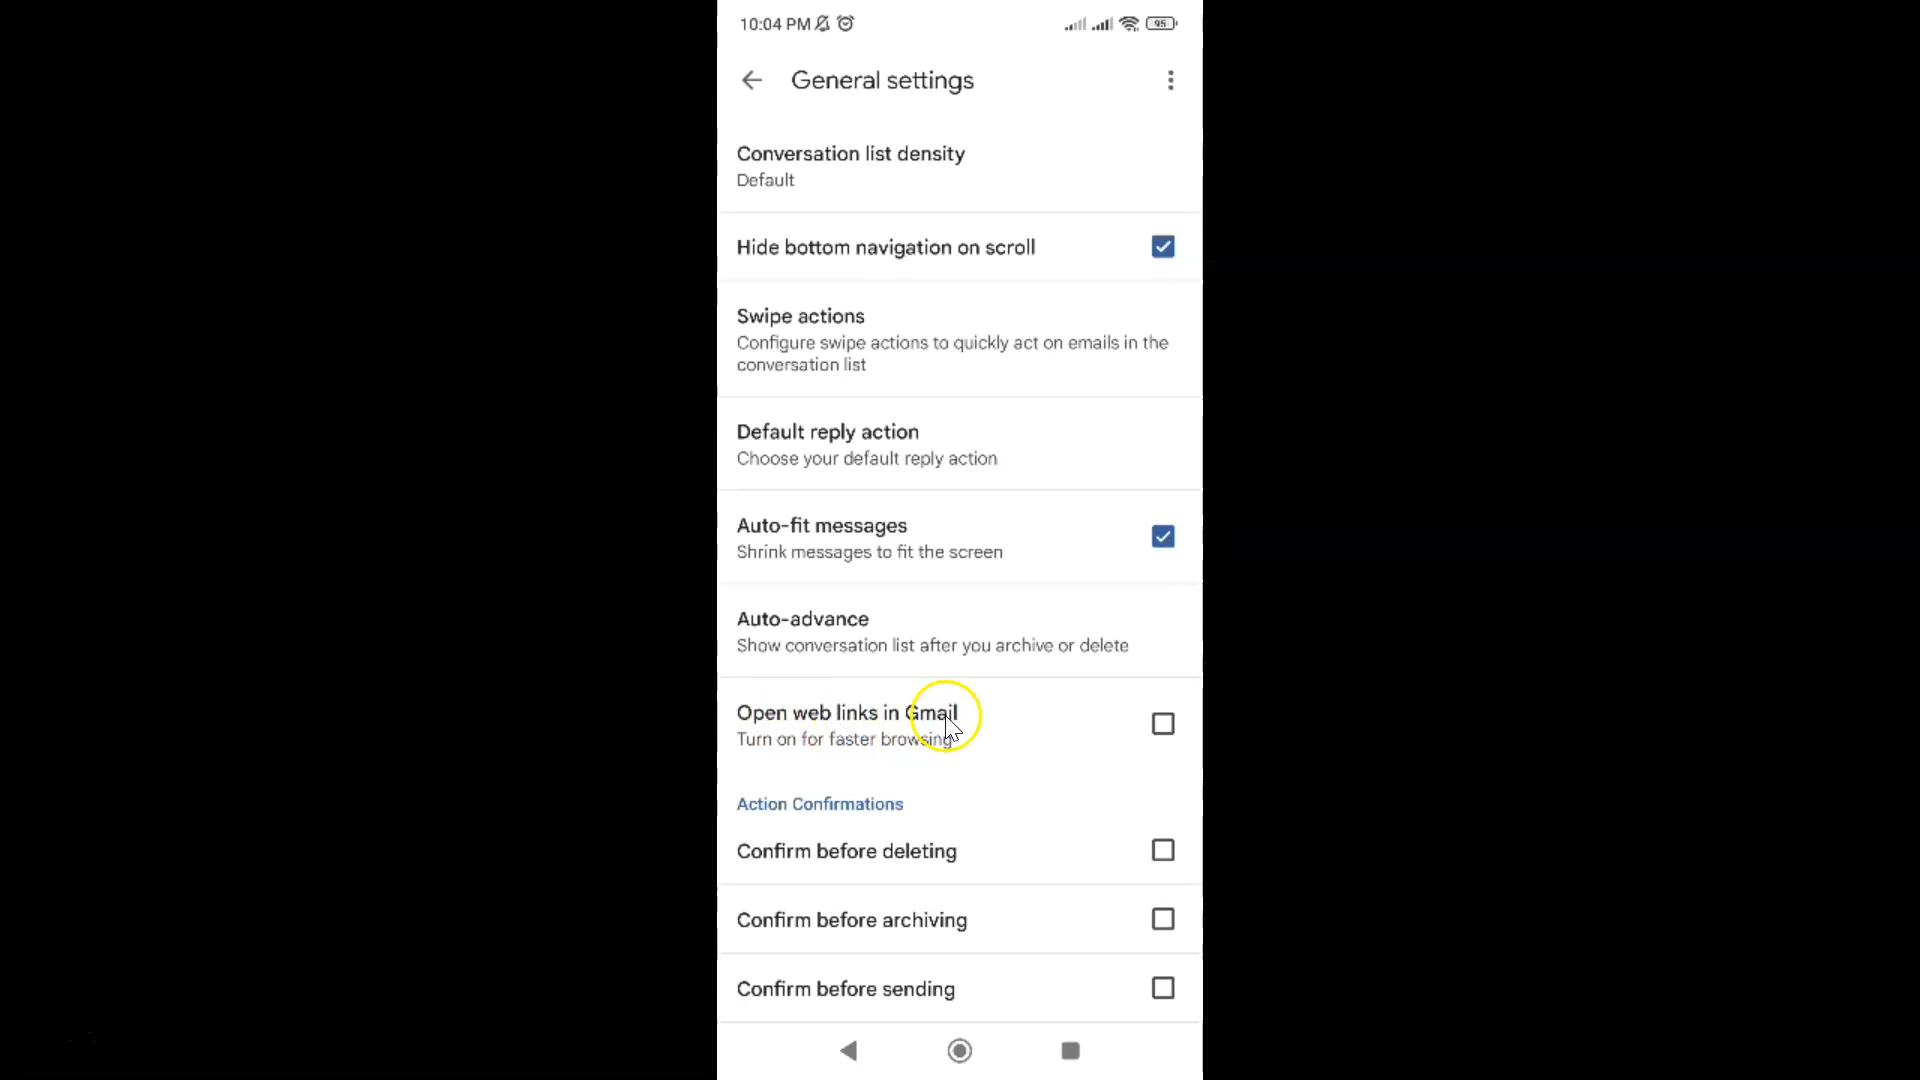 10:04 PM
95
General settings
Conversation list density
Default
Hide bottom navigation on scroll
Swipe actions
Configure swipe actions to quickly act on emails in the
conversation list
Default reply action
Choose your default reply action
Auto-fit messages
Shrink messages to fit the screen
Auto-advance
Show conversation list after you archive or delete
Open web links in Gmail
Turn on for faster browsing
Action Confirmations
Confirm before deleting
Confirm before archiving
Confirm before sending